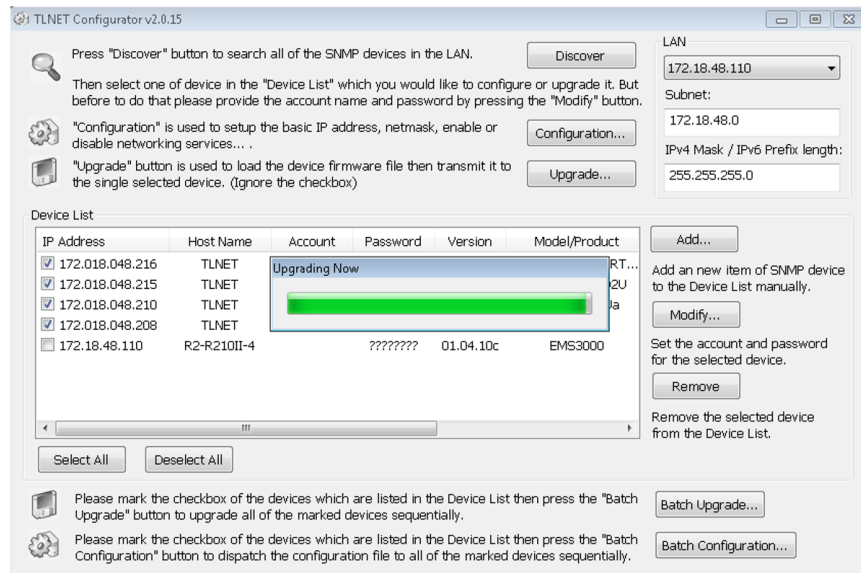 TLNET Configurator v2.0.15
Press "Discover" button to search all of the SNMP devices in the LAN.
Discover
Then select one of device in the "Device List" which you would like to configure or upgrade it. But
before to do that please provide the account name and password by pressing the "Modify" button.
"Configuration" is used to setup the basic IP address, netmask, enable or
disable networking services... .
Configuration...
"Upgrade" button is used to load the device firmware file then transmit it to
the single selected device. (Ignore the checkbox)
Upgrade...
LAN
172.18.48.110
Subnet:
172.18.48.0
IPv4 Mask / IPv6 Prefix length:
255.255.255.0
Device List
IP Address Host Name Account Password Version Model/Product
172.018.048.216 TLNET RT...
172.018.048.215 TLNET 2U
172.018.048.210 TLNET
172.018.048.208 TLNET
172.18.48.110 R2-R210II-4 ???????? 01.04.10c EMS3000
Upgrading Now
Add...
Add an new item of SNMP device
to the Device List manually.
Modify...
Set the account and password
for the selected device.
Remove
Remove the selected device
from the Device List.
Select All Deselect All
Please mark the checkbox of the devices which are listed in the Device List then press the "Batch
Upgrade" button to upgrade all of the marked devices sequentially.
Batch Upgrade...
Please mark the checkbox of the devices which are listed in the Device List then press the "Batch
Configuration" button to dispatch the configuration file to all of the marked devices sequentially.
Batch Configuration...